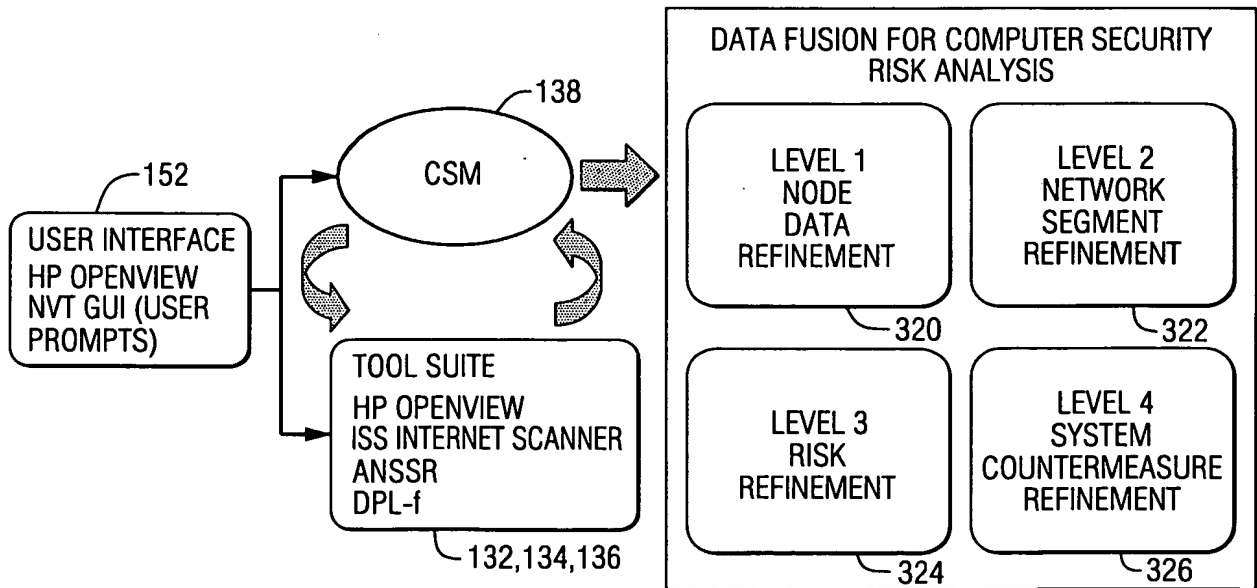 152
USER INTERFACE
HP OPENVIEW
NVT GUI (USER
PROMPTS)
138
CSM
TOOL SUITE
HP OPENVIEW
ISS INTERNET SCANNER
ANSSR
DPL-f
132,134,136
DATA FUSION FOR COMPUTER SECURITY
RISK ANALYSIS
LEVEL 1
NODE
DATA
REFINEMENT
320
LEVEL 2
NETWORK
SEGMENT
REFINEMENT
322
LEVEL 3
RISK
REFINEMENT
324
LEVEL 4
SYSTEM
COUNTERMEASURE
REFINEMENT
326